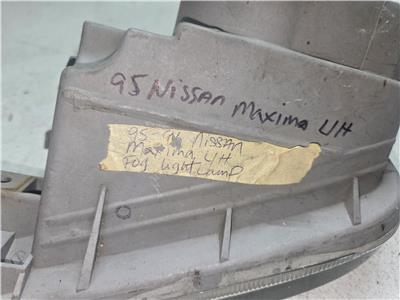 95 Nissan Maxima LH
95-96 Nissan
Maxima LH
Fog Light Lamp